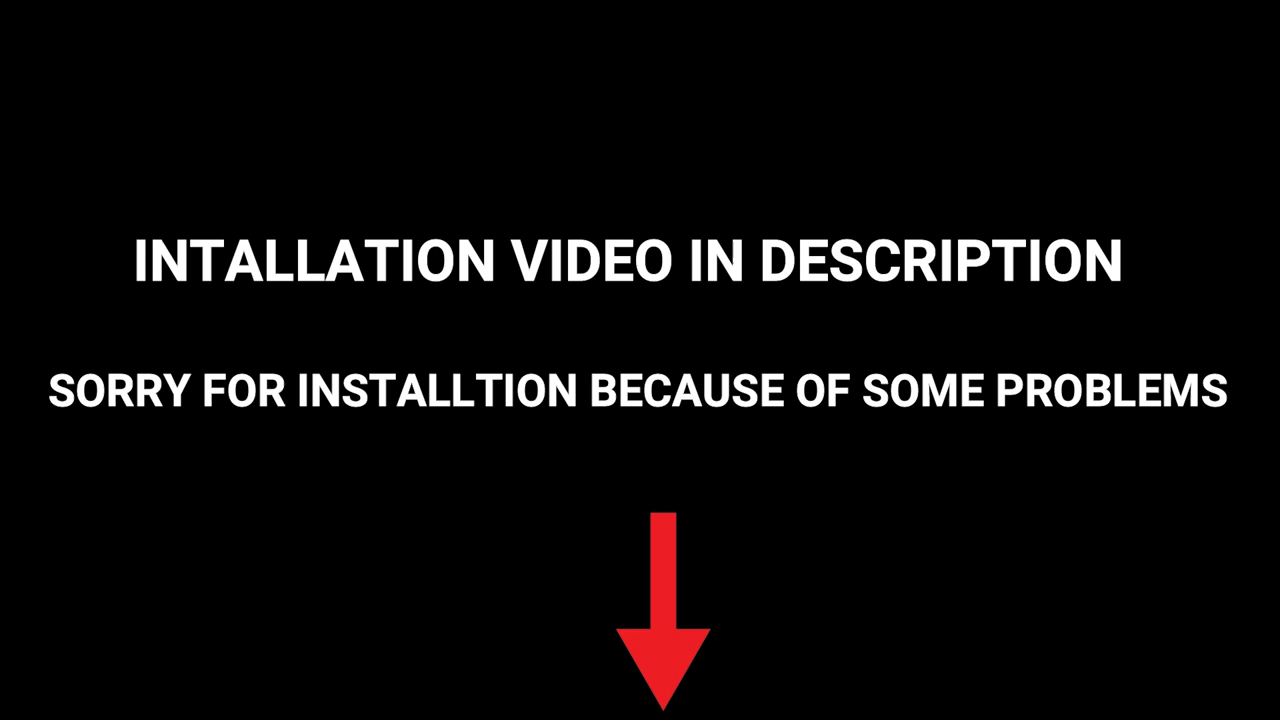 INTALLATION VIDEO IN DESCRIPTION
SORRY FOR INSTALLTION BECAUSE OF SOME PROBLEMS